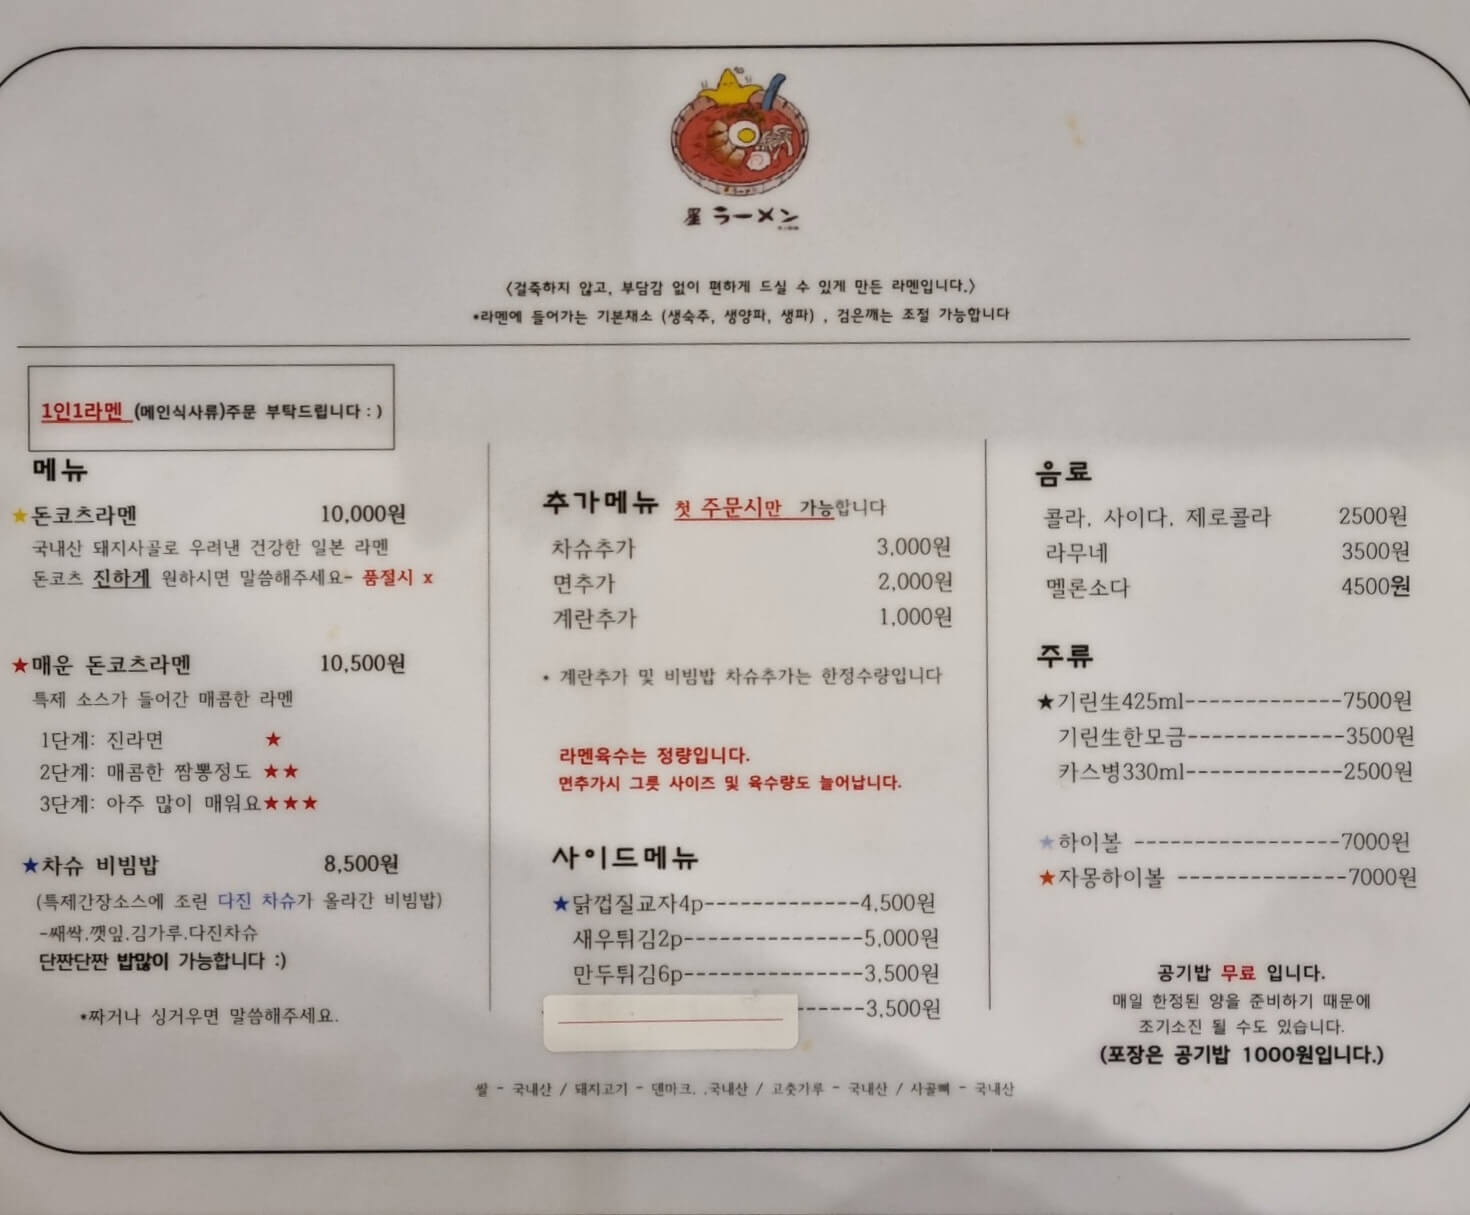 星 ラーメン
<걸죽하지 않고, 부담감 없이 편하게 드실 수 있게 만든 라멘입니다.>
*라멘에 들어가는 기본채소 (생숙주, 생양파, 생파) , 검은깨는 조절 가능합니다
1인1라멘 (메인식사류)주문 부탁드립니다 : )
메뉴
★돈코츠라멘 10,000원
국내산 돼지사골로 우려낸 건강한 일본 라멘
돈코츠 진하게 원하시면 말씀해주세요- 품절시 x
★매운 돈코츠라멘 10,500원
특제 소스가 들어간 매콤한 라멘
1단계: 진라면 ★
2단계: 매콤한 짬뽕정도 ★★
3단계: 아주 많이 매워요★★★
★차슈 비빔밥 8,500원
(특제간장소스에 조린 다진 차슈가 올라간 비빔밥)
-째싹.깻잎.김가루.다진차슈
단짠단짠 밥많이 가능합니다 :)
*짜거나 싱거우면 말씀해주세요.
추가메뉴 첫 주문시만 가능합니다
차슈추가 3,000원
면추가 2,000원
계란추가 1,000원
* 계란추가 및 비빔밥 차슈추가는 한정수량입니다
라멘육수는 정량입니다.
면추가시 그릇 사이즈 및 육수량도 늘어납니다.
사이드메뉴
★닭껍질교자4p-------------4,500원
새우튀김2p---------------5,000원
만두튀김6p---------------3,500원
------3,500원
음료
콜라, 사이다, 제로콜라 2500원
라무네 3500원
멜론소다 4500원
주류
★기린生425ml-------------7500원
기린生한모금-------------3500원
카스병330ml-------------2500원
★하이볼 -----------------7000원
★자몽하이볼 --------------7000원
공기밥 무료 입니다.
매일 한정된 양을 준비하기 때문에
조기소진 될 수도 있습니다.
(포장은 공기밥 1000원입니다.)
쌀 - 국내산 / 돼지고기 - 덴마크. ,국내산 / 고춧가루 - 국내산 / 사골뼈 - 국내산